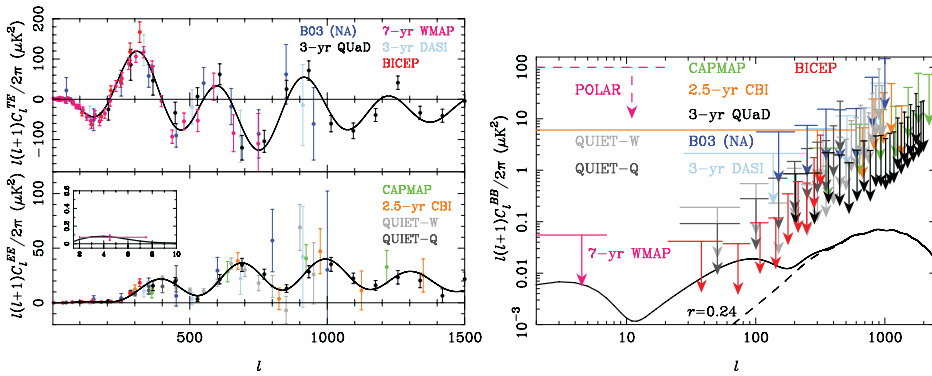 200
100
0
−100
l(l+1)C_l^{TE}/2π (μK²)
B03 (NA)
7-yr WMAP
3-yr QUaD
3-yr DASI
BICEP
100
50
0
l(l+1)C_l^{EE}/2π (μK²)
0.6
0.4
0.2
0
2 4 6 8 10
CAPMAP
2.5-yr CBI
QUIET-W
QUIET-Q
500 1000 1500
l
100
10
1
0.1
0.01
10⁻³
l(l+1)C_l^{BB}/2π (μK²)
POLAR
CAPMAP
BICEP
2.5-yr CBI
3-yr QUaD
QUIET-W
B03 (NA)
QUIET-Q
3-yr DASI
7-yr WMAP
r=0.24
10 100 1000
l